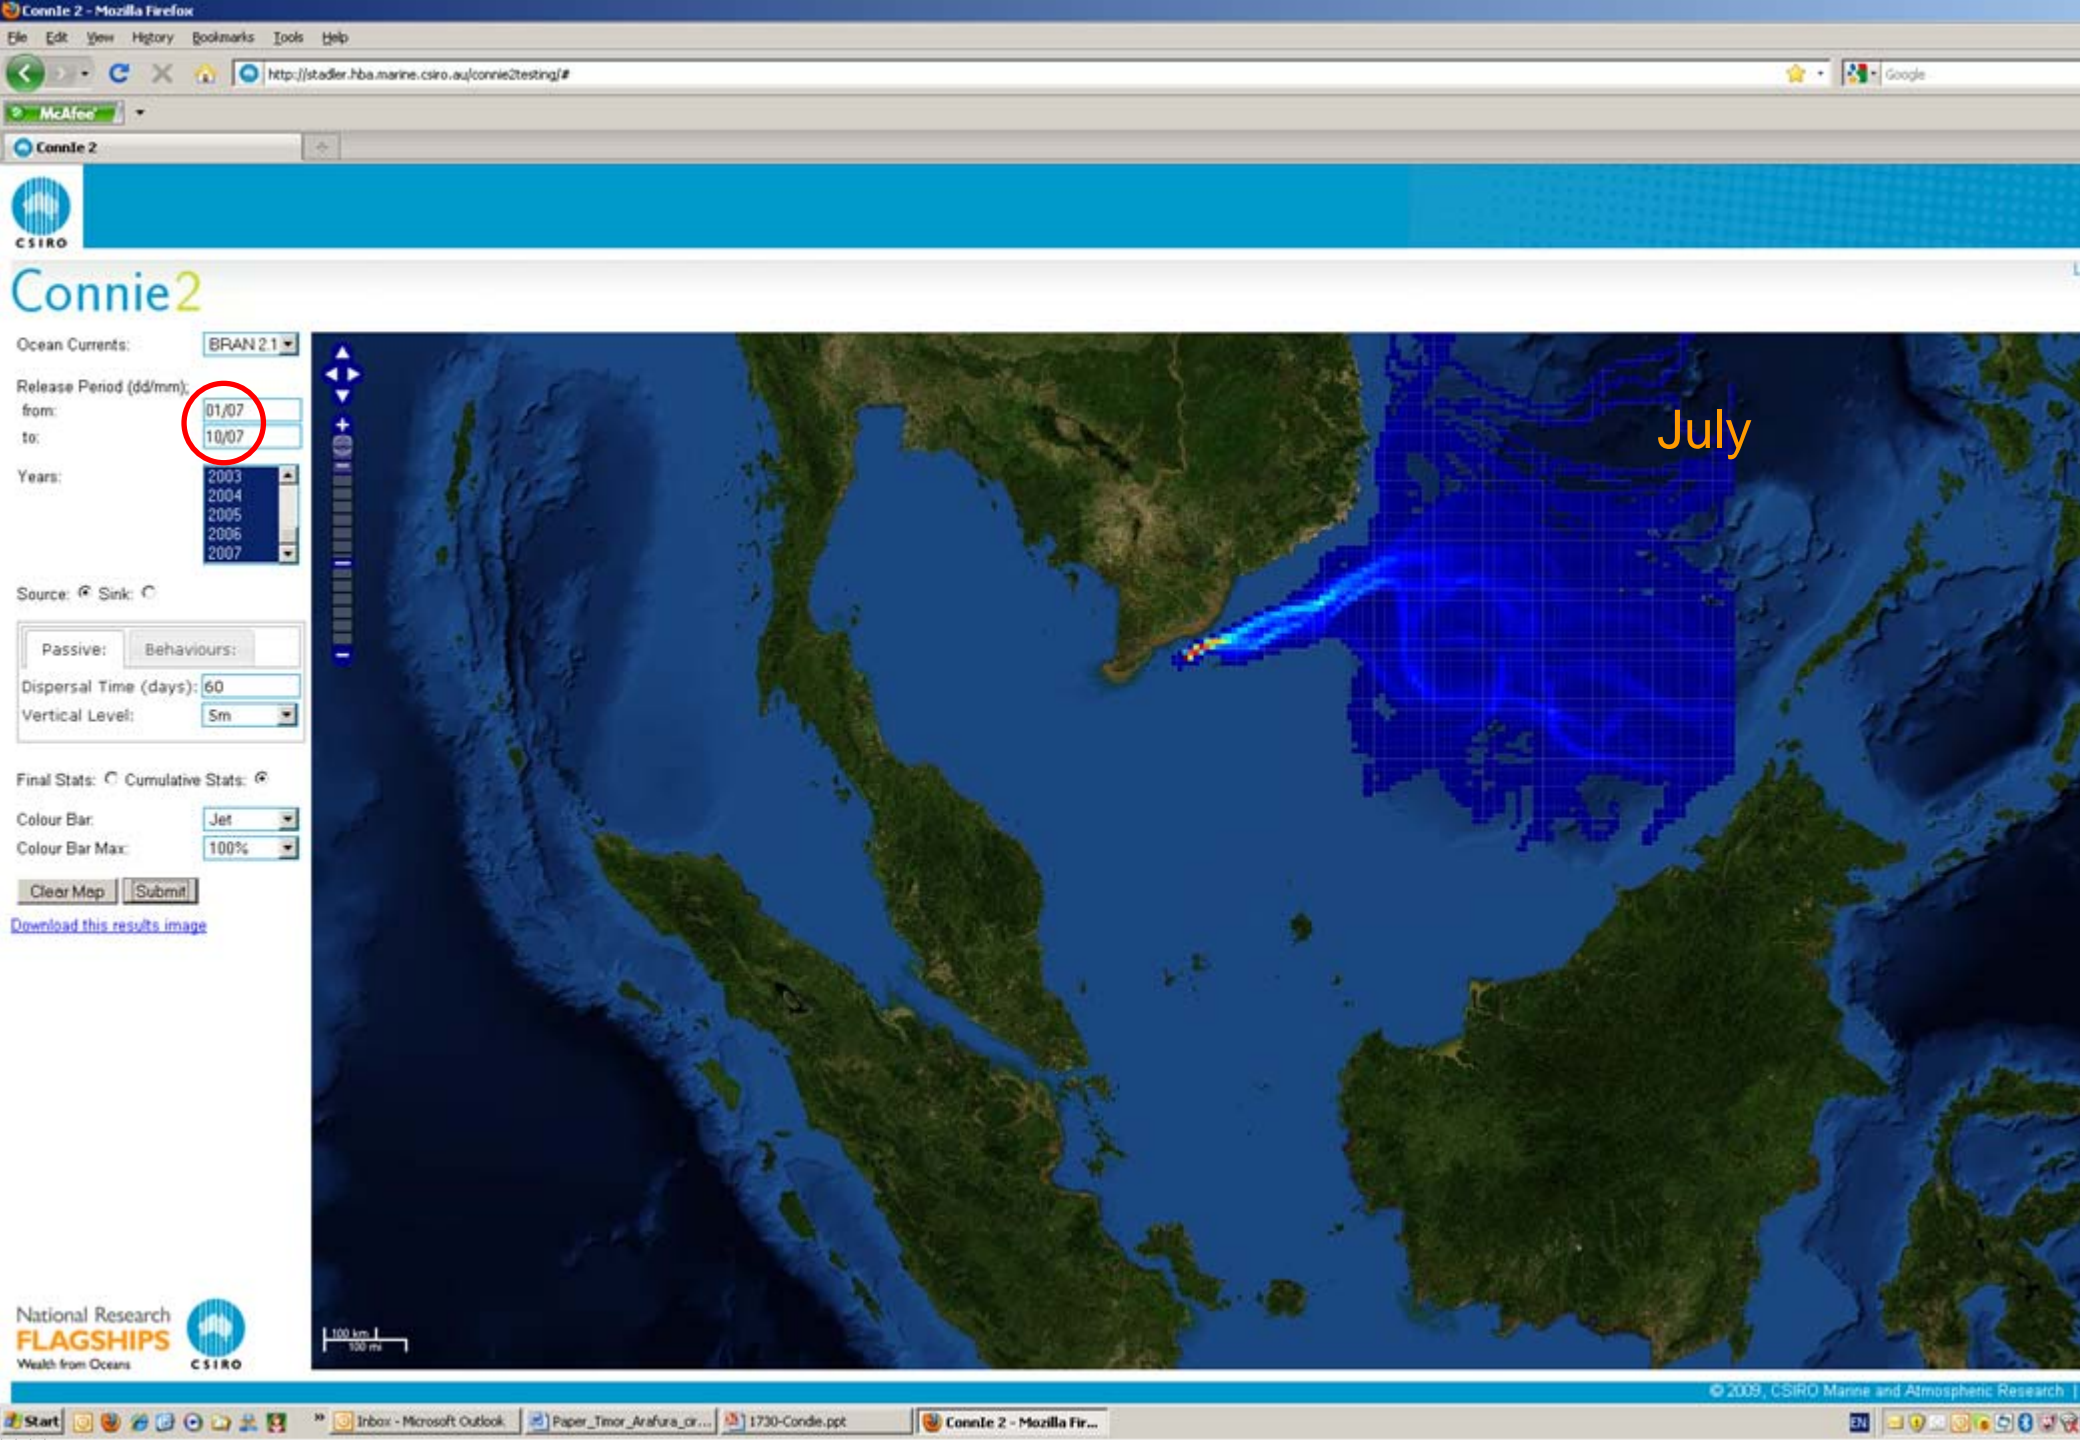 ConnIe 2 - Mozilla Firefox
File Edit View History Bookmarks Tools Help
http://stadler.hba.marine.csiro.au/connie2testing/#
Google
McAfee
ConnIe 2
CSIRO
Connie2
Ocean Currents: BRAN 2.1
Release Period (dd/mm):
from: 01/07
to: 10/07
Years: 2003
2004
2005
2006
2007
Source: Sink:
Passive: Behaviours:
Dispersal Time (days): 60
Vertical Level: 5m
Final Stats: Cumulative Stats:
Colour Bar: Jet
Colour Bar Max: 100%
Clear Map Submit
Download this results image
July
National Research
FLAGSHIPS
Wealth from Oceans
CSIRO
100 km
100 mi
© 2009, CSIRO Marine and Atmospheric Research |
Start » Inbox - Microsoft Outlook Paper_Timor_Arafura_cir... 1730-Condie.ppt ConnIe 2 - Mozilla Fir... EN